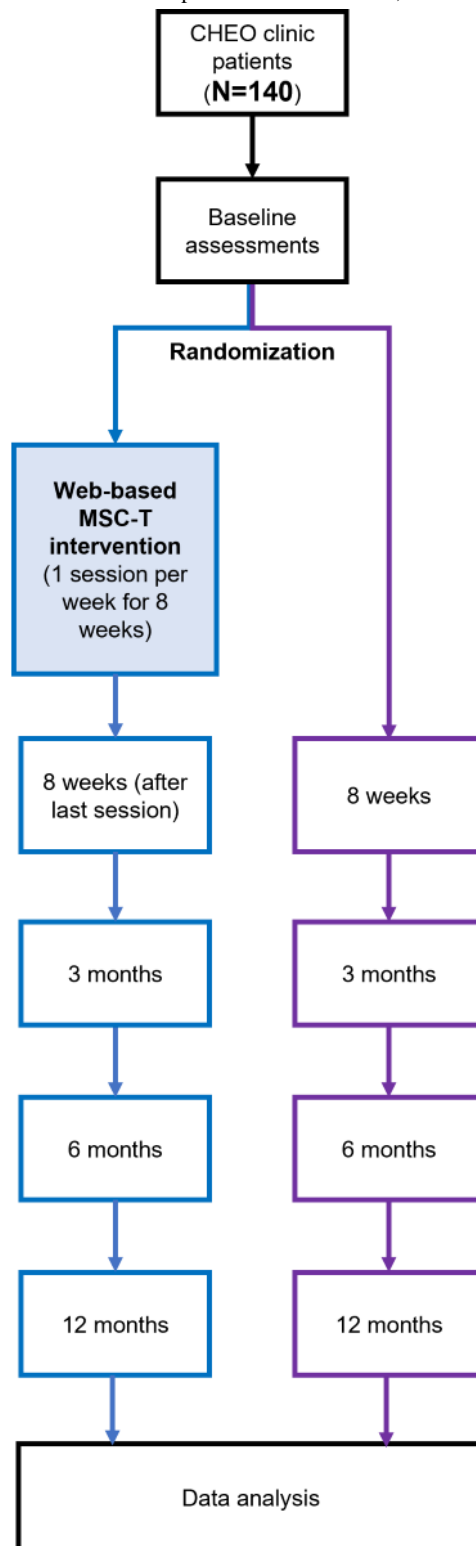 CHEO clinic
patients
(N=140)
Baseline
assessments
Randomization
Web-based
MSC-T
intervention
(1 session per
week for 8
weeks)
8 weeks (after
last session)
8 weeks
3 months
3 months
6 months
6 months
12 months
12 months
Data analysis